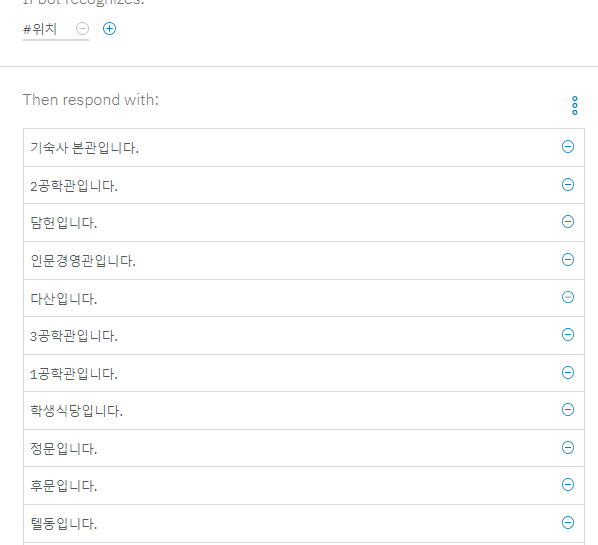 If bot recognizes:
#위치
Then respond with:
기숙사 본관입니다.
2공학관입니다.
담헌입니다.
인문경영관입니다.
다산입니다.
3공학관입니다.
1공학관입니다.
학생식당입니다.
정문입니다.
후문입니다.
텔동입니다.